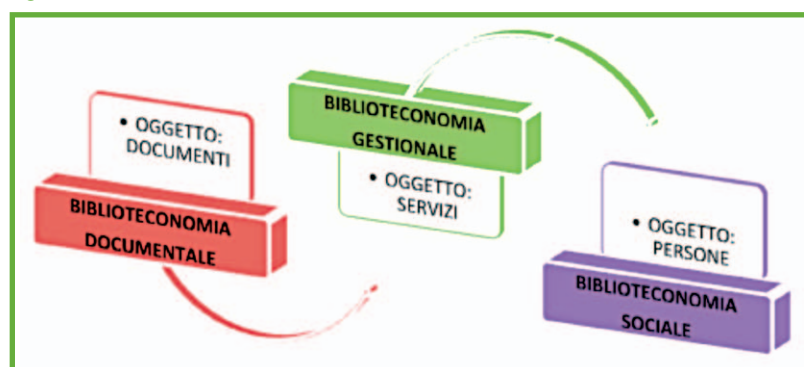 • OGGETTO:
DOCUMENTI
BIBLIOTECONOMIA
DOCUMENTALE
BIBLIOTECONOMIA
GESTIONALE
• OGGETTO:
SERVIZI
• OGGETTO:
PERSONE
BIBLIOTECONOMIA
SOCIALE